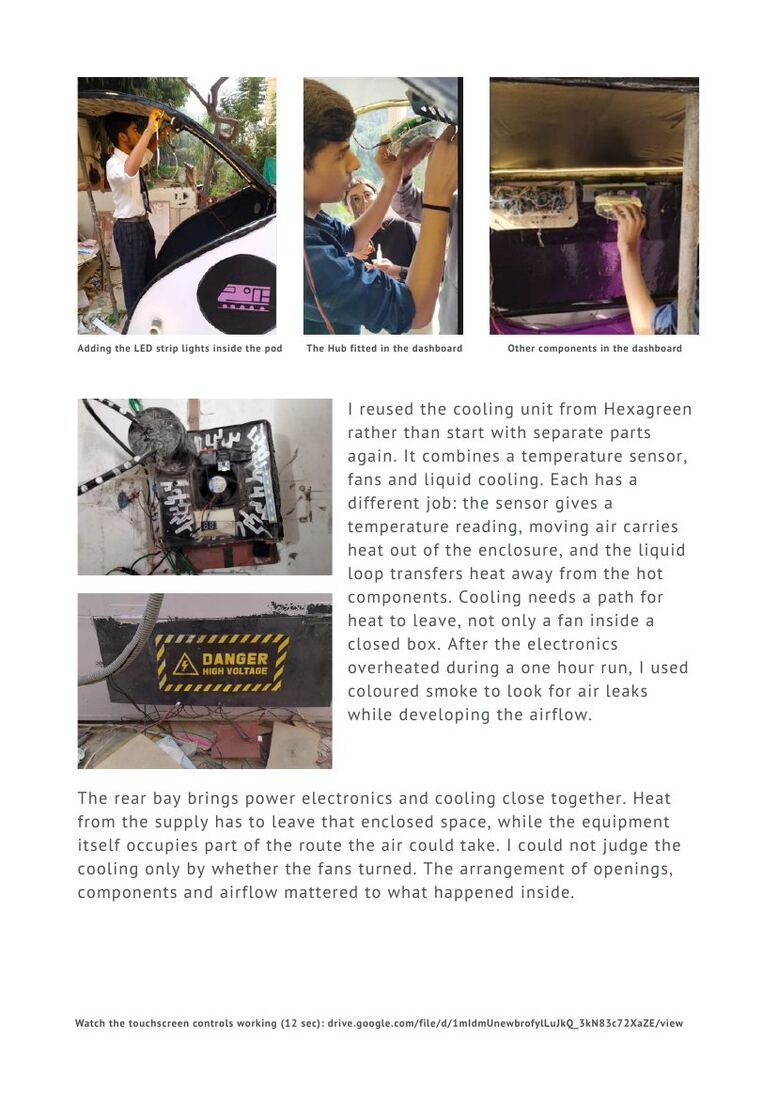 Adding the LED strip lights inside the pod
The Hub fitted in the dashboard
Other components in the dashboard
I reused the cooling unit from Hexagreen
rather than start with separate parts
again. It combines a temperature sensor,
fans and liquid cooling. Each has a
different job: the sensor gives a
temperature reading, moving air carries
heat out of the enclosure, and the liquid
loop transfers heat away from the hot
components. Cooling needs a path for
heat to leave, not only a fan inside a
closed box. After the electronics
overheated during a one hour run, I used
coloured smoke to look for air leaks
while developing the airflow.
DANGER
HIGH VOLTAGE
The rear bay brings power electronics and cooling close together. Heat
from the supply has to leave that enclosed space, while the equipment
itself occupies part of the route the air could take. I could not judge the
cooling only by whether the fans turned. The arrangement of openings,
components and airflow mattered to what happened inside.
Watch the touchscreen controls working (12 sec): drive.google.com/file/d/1mIdmUnewbrofylLuJkQ_3kN83c72XaZE/view